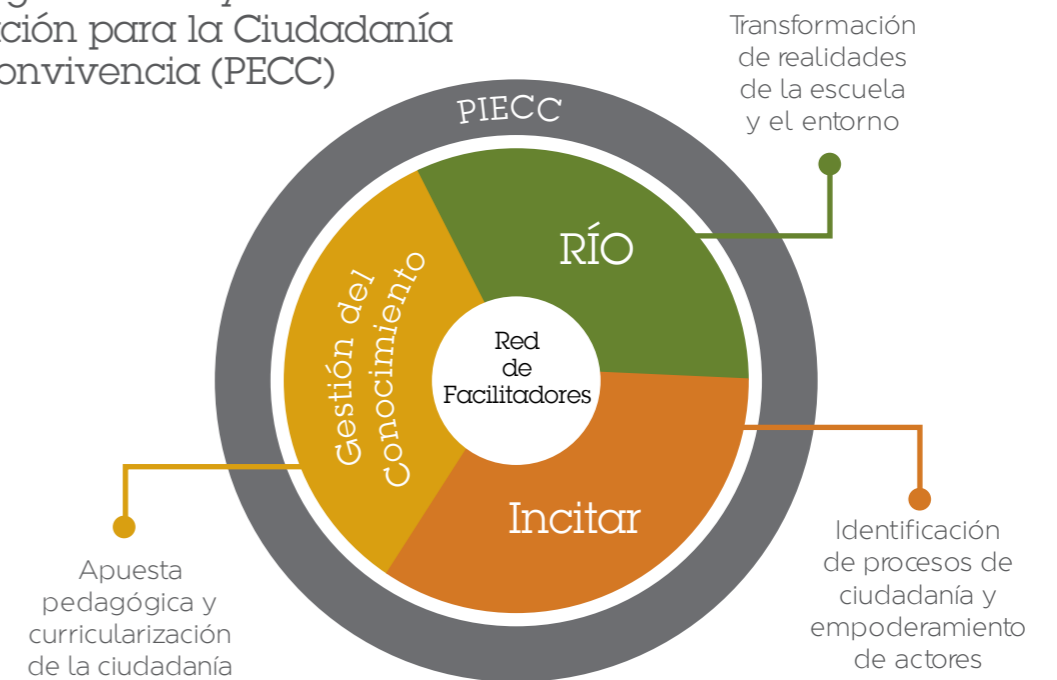 ación para la Ciudadanía
onvivencia (PECC)
Transformación
de realidades
de la escuela
y el entorno
PIECC
RÍO
Gestión del
Conocimiento
Red
de
Facilitadores
Incitar
Apuesta
pedagógica y
curricularización
de la ciudadanía
Identificación
de procesos de
ciudadanía y
empoderamiento
de actores